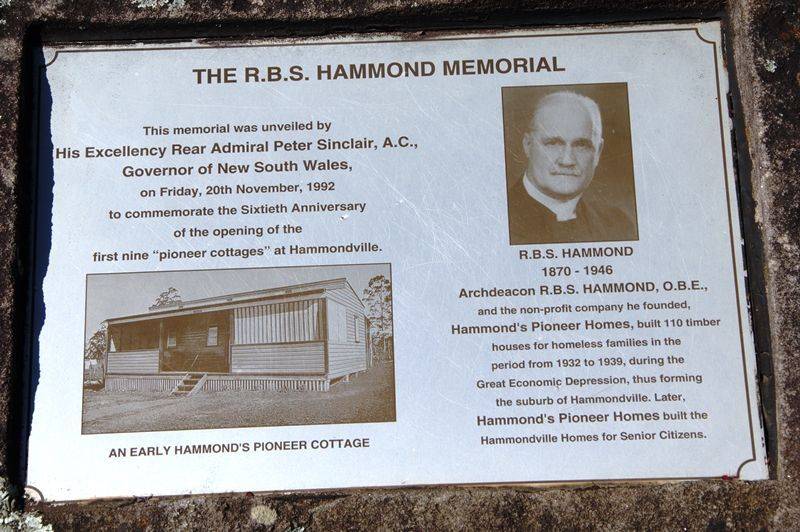 THE R.B.S. HAMMOND MEMORIAL
This memorial was unveiled by
His Excellency Rear Admiral Peter Sinclair, A.C.,
Governor of New South Wales,
on Friday, 20th November, 1992
to commemorate the Sixtieth Anniversary
of the opening of the
first nine "pioneer cottages" at Hammondville.
AN EARLY HAMMOND'S PIONEER COTTAGE
R.B.S. HAMMOND
1870 - 1946
Archdeacon R.B.S. HAMMOND, O.B.E.,
and the non-profit company he founded,
Hammond's Pioneer Homes, built 110 timber
houses for homeless families in the
period from 1932 to 1939, during the
Great Economic Depression, thus forming
the suburb of Hammondville. Later,
Hammond's Pioneer Homes built the
Hammondville Homes for Senior Citizens.